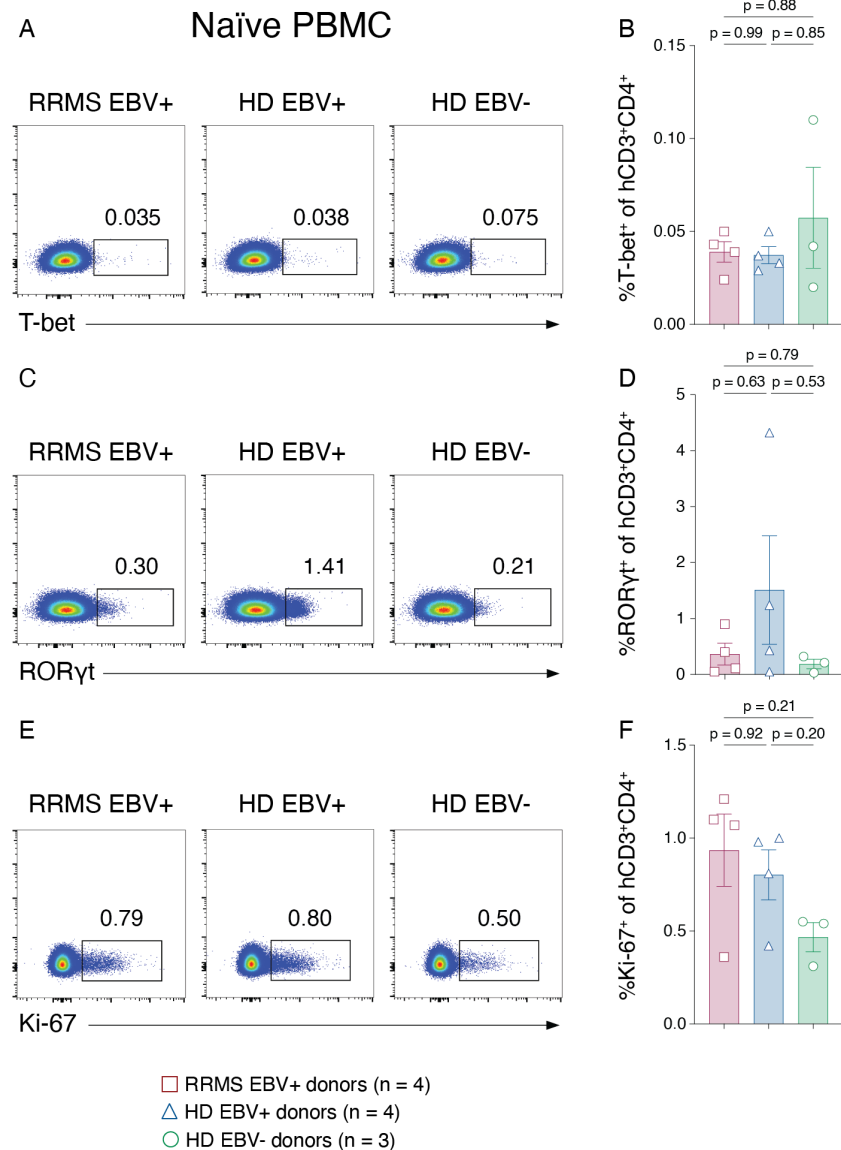 A
Naïve PBMC
RRMS EBV+
HD EBV+
HD EBV-
0.035
0.038
0.075
T-bet
B
p = 0.88
p = 0.99
p = 0.85
0.15
0.10
0.05
0.00
%T-bet⁺ of hCD3⁺CD4⁺
C
RRMS EBV+
HD EBV+
HD EBV-
0.30
1.41
0.21
RORγt
D
p = 0.79
p = 0.63
p = 0.53
5
4
3
2
1
0
%RORγt⁺ of hCD3⁺CD4⁺
E
RRMS EBV+
HD EBV+
HD EBV-
0.79
0.80
0.50
Ki-67
F
p = 0.21
p = 0.92
p = 0.20
1.5
1.0
0.5
0.0
%Ki-67⁺ of hCD3⁺CD4⁺
RRMS EBV+ donors (n = 4)
HD EBV+ donors (n = 4)
HD EBV- donors (n = 3)